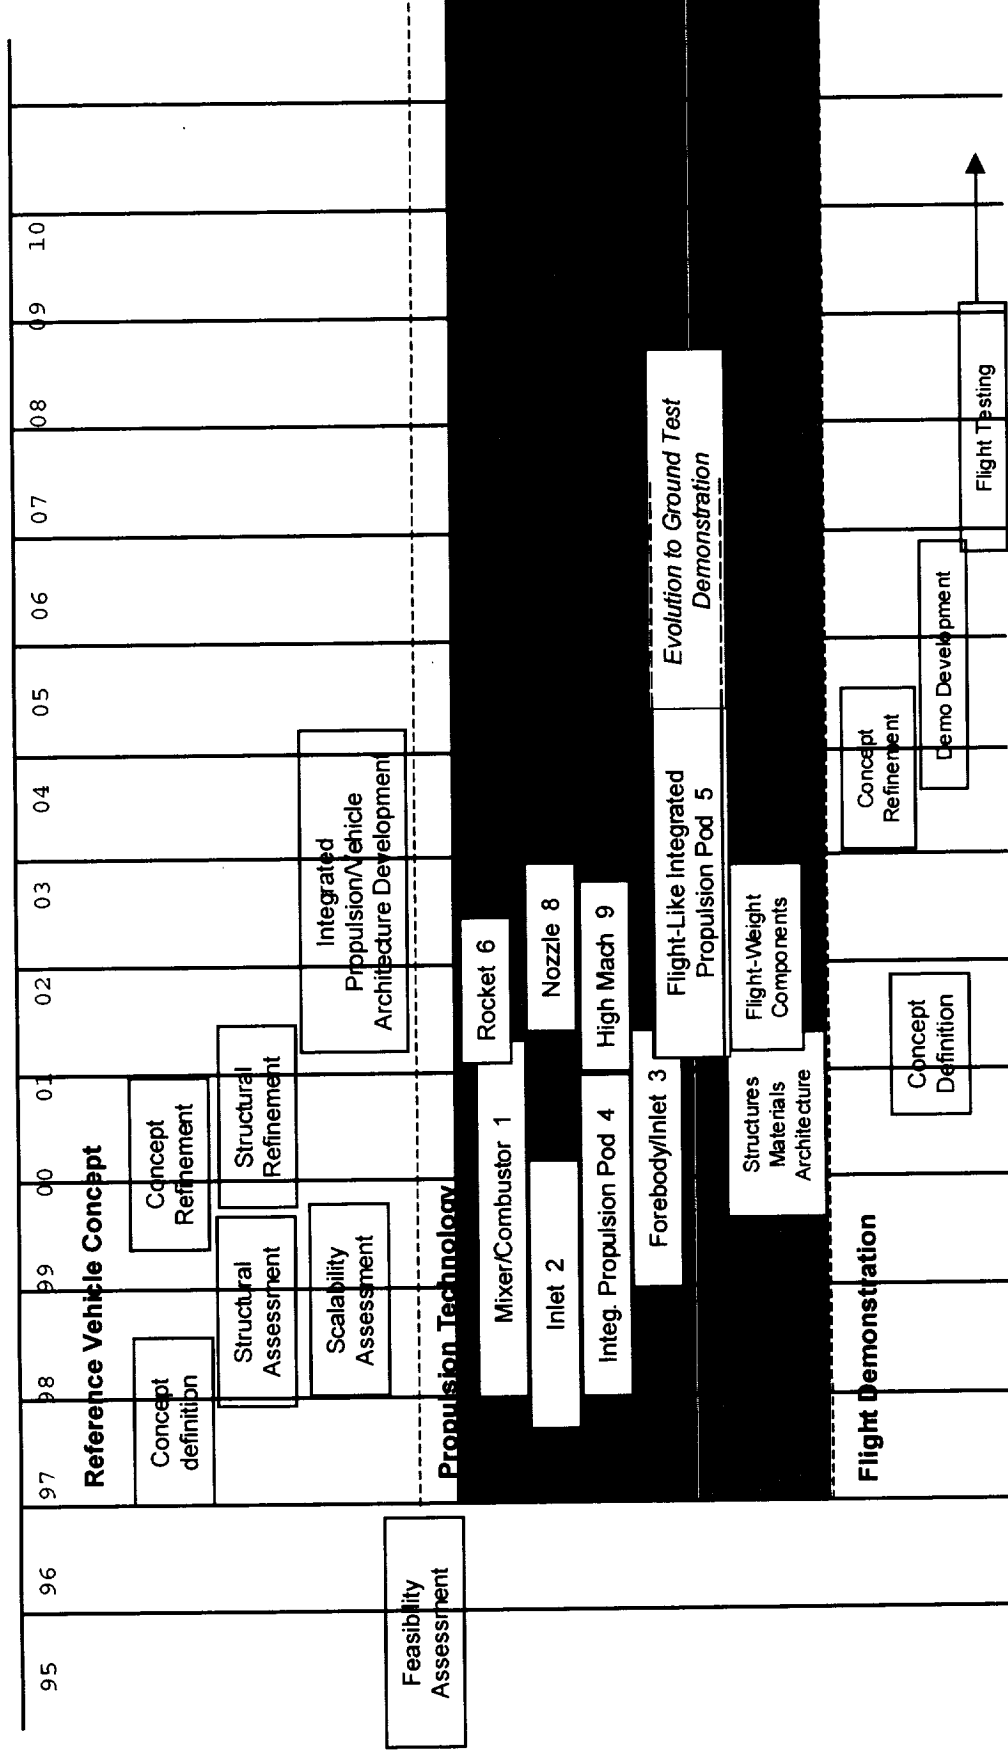 95 96 97 98 99 00 01 02 03 04 05 06 07 08 09 10
Reference Vehicle Concept
Concept
definition
Concept
Refinement
Structural
Assessment
Structural
Refinement
Scalability
Assessment
Integrated
Propulsion/Vehicle
Architecture Development
Feasibility
Assessment
Propulsion Technology
Mixer/Combustor 1
Rocket 6
Inlet 2
Nozzle 8
Integ. Propulsion Pod 4
High Mach 9
Forebody/Inlet 3
Flight-Like Integrated
Propulsion Pod 5
Evolution to Ground Test
Demonstration
Structures
Materials
Architecture
Flight-Weight
Components
Flight Demonstration
Concept
Definition
Concept
Refinement
Demo Development
Flight Testing